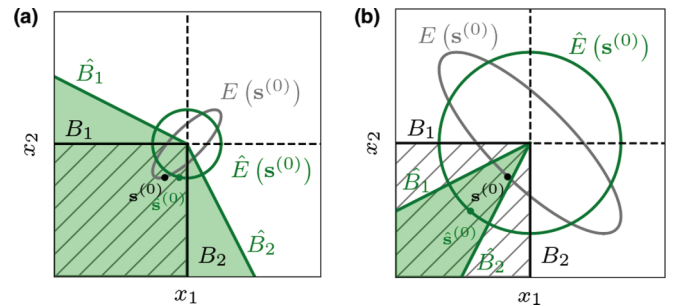 (a)
B̂₁
E (s⁽⁰⁾)
B₁
x₂
Ê (s⁽⁰⁾)
s⁽⁰⁾
ŝ⁽⁰⁾
B₂
B̂₂
x₁
(b)
E (s⁽⁰⁾)
Ê (s⁽⁰⁾)
B₁
x₂
B̂₁
s⁽⁰⁾
ŝ⁽⁰⁾
B̂₂
B₂
x₁